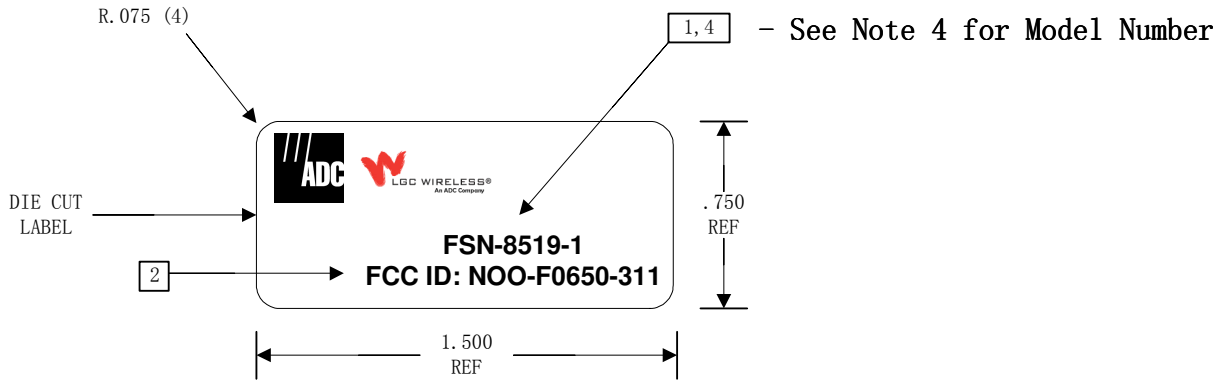 R.075 (4)
1,4 - See Note 4 for Model Number
ADC
LGC WIRELESS®
An ADC Company
DIE CUT
LABEL
.750
REF
FSN-8519-1
2
FCC ID: NOO-F0650-311
1.500
REF